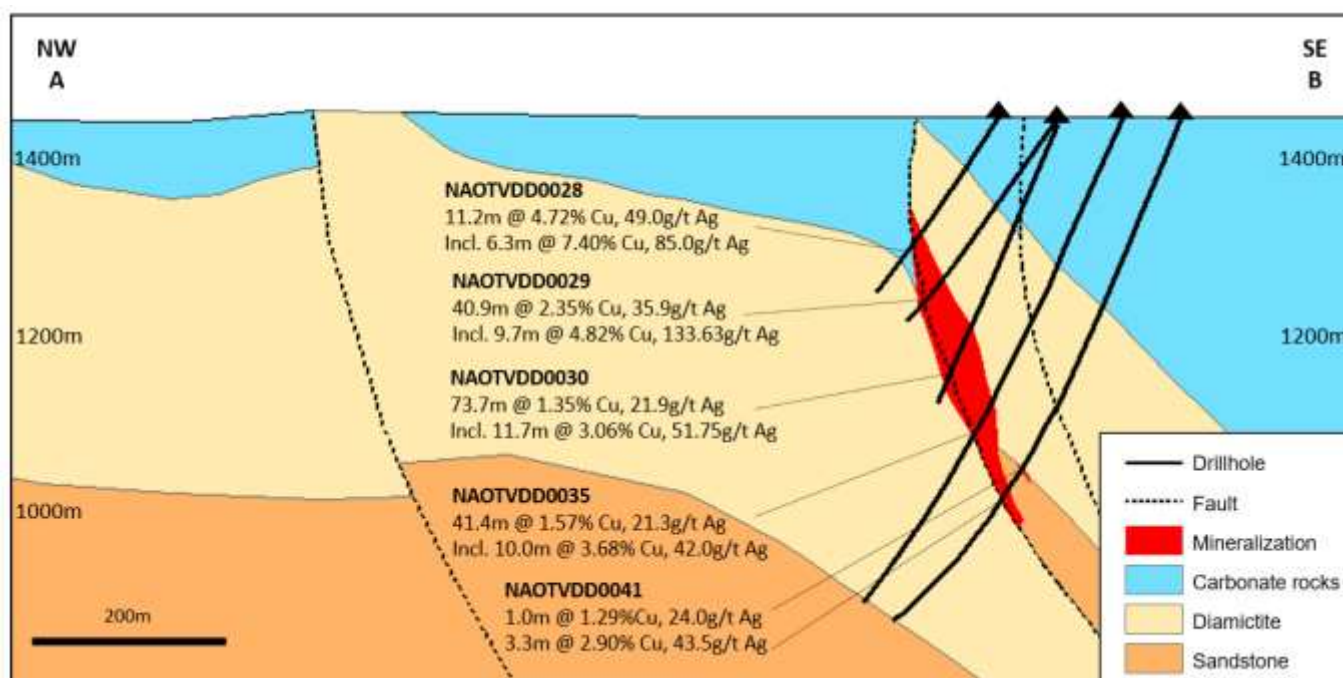 NW
A
SE
B
1400m
1400m
NAOTVDD0028
11.2m @ 4.72% Cu, 49.0g/t Ag
Incl. 6.3m @ 7.40% Cu, 85.0g/t Ag
NAOTVDD0029
40.9m @ 2.35% Cu, 35.9g/t Ag
Incl. 9.7m @ 4.82% Cu, 133.63g/t Ag
1200m
1200m
NAOTVDD0030
73.7m @ 1.35% Cu, 21.9g/t Ag
Incl. 11.7m @ 3.06% Cu, 51.75g/t Ag
NAOTVDD0035
41.4m @ 1.57% Cu, 21.3g/t Ag
Incl. 10.0m @ 3.68% Cu, 42.0g/t Ag
1000m
NAOTVDD0041
1.0m @ 1.29%Cu, 24.0g/t Ag
3.3m @ 2.90% Cu, 43.5g/t Ag
200m
Drillhole
Fault
Mineralization
Carbonate rocks
Diamictite
Sandstone